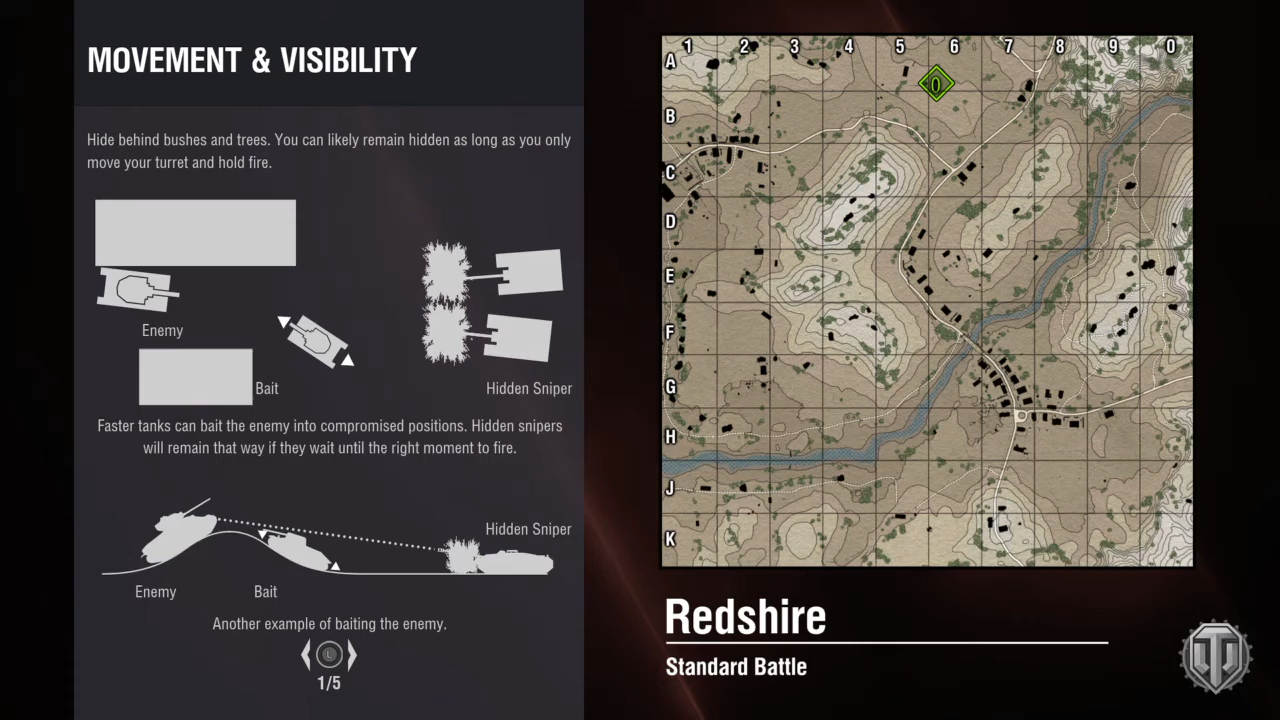 MOVEMENT & VISIBILITY
Hide behind bushes and trees. You can likely remain hidden as long as you only
move your turret and hold fire.
Enemy
Bait
Hidden Sniper
Faster tanks can bait the enemy into compromised positions. Hidden snipers
will remain that way if they wait until the right moment to fire.
Hidden Sniper
Enemy
Bait
Another example of baiting the enemy.
L
1/5
1 2 3 4 5 6 7 8 9 0
A
B
C
D
E
F
G
H
J
K
0
Redshire
Standard Battle